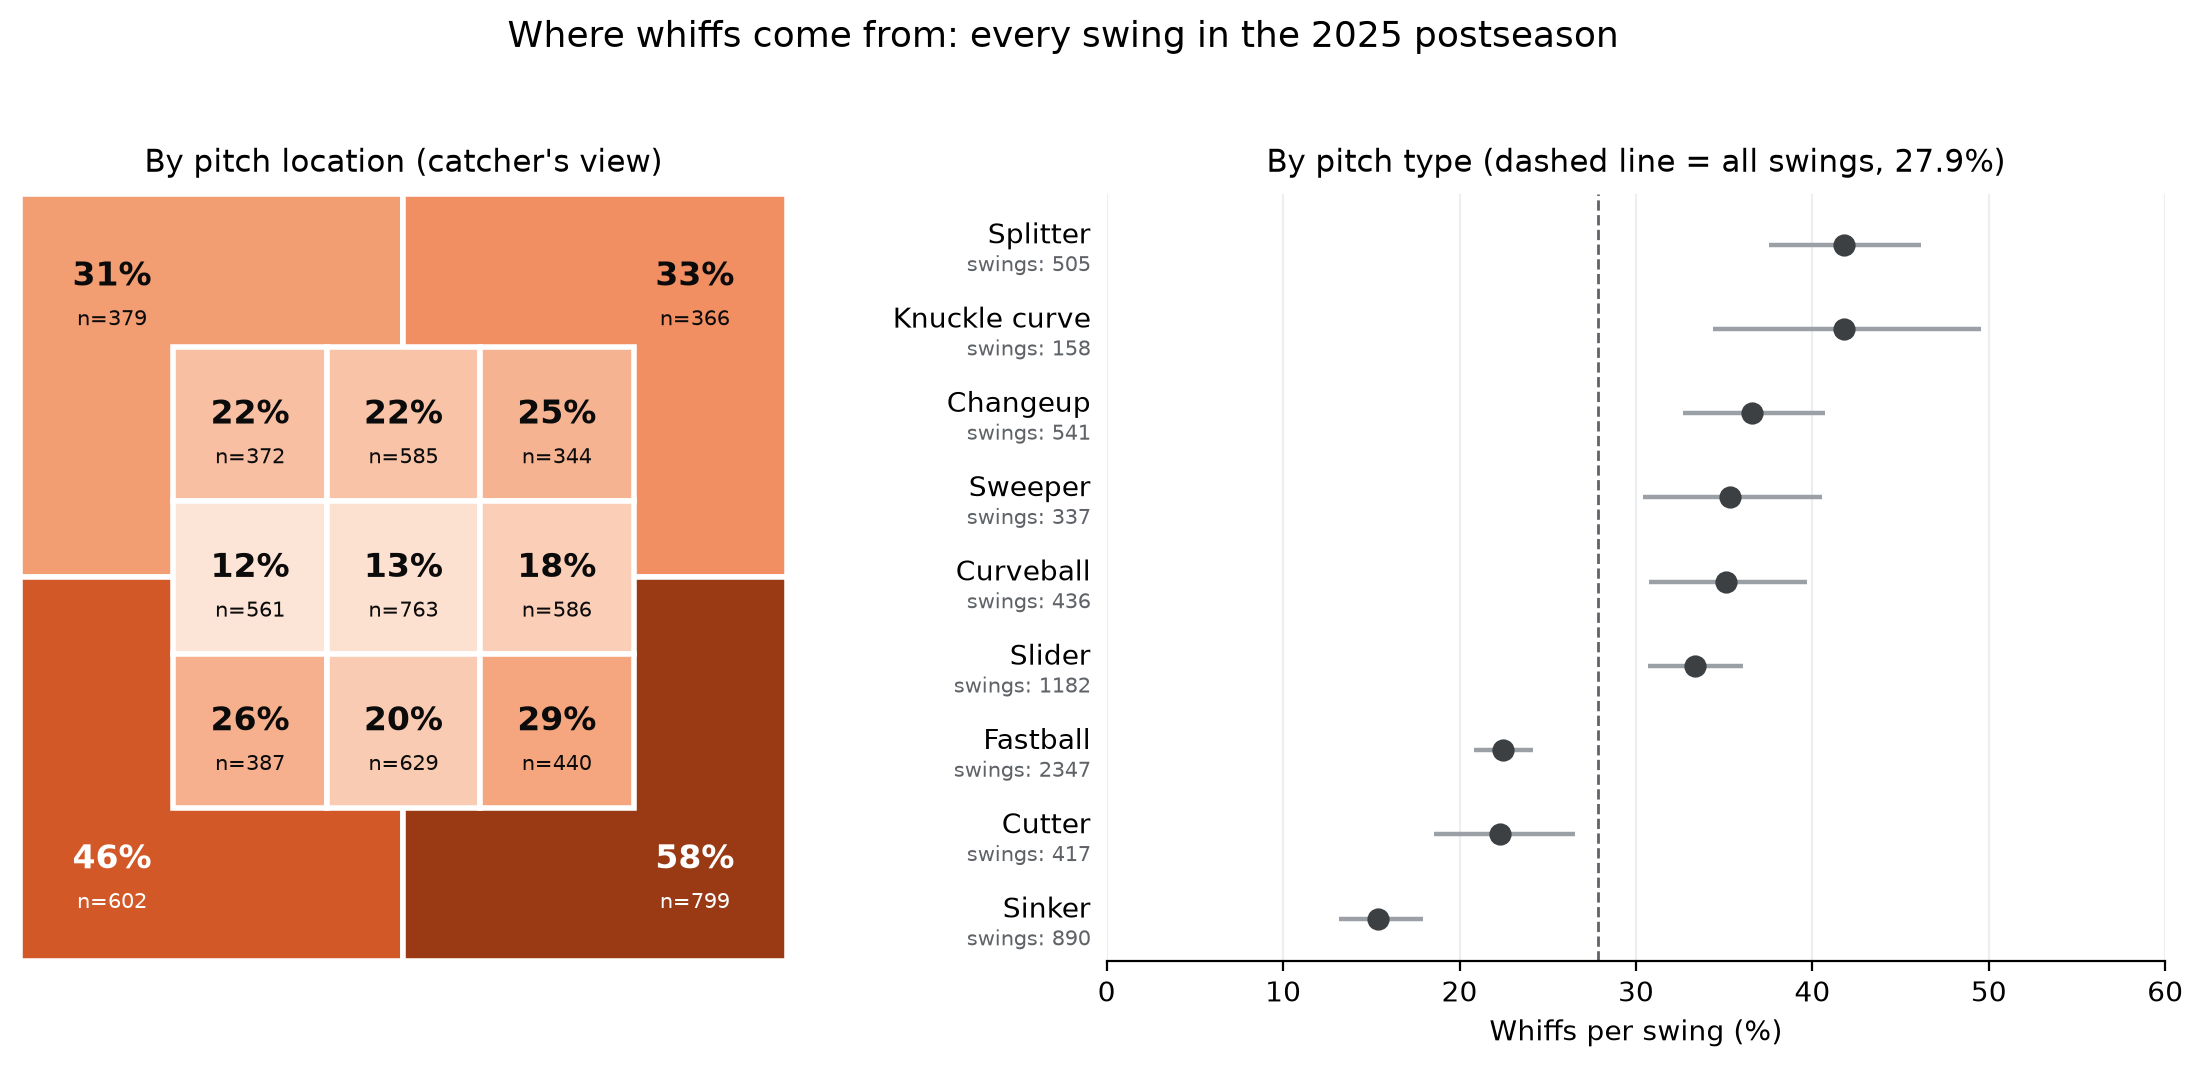 Where whiffs come from: every swing in the 2025 postseason
By pitch location (catcher's view)
31%
n=379
33%
n=366
22%
n=372
22%
n=585
25%
n=344
12%
n=561
13%
n=763
18%
n=586
26%
n=387
20%
n=629
29%
n=440
46%
n=602
58%
n=799
By pitch type (dashed line = all swings, 27.9%)
Splitter
swings: 505
Knuckle curve
swings: 158
Changeup
swings: 541
Sweeper
swings: 337
Curveball
swings: 436
Slider
swings: 1182
Fastball
swings: 2347
Cutter
swings: 417
Sinker
swings: 890
0 10 20 30 40 50 60
Whiffs per swing (%)